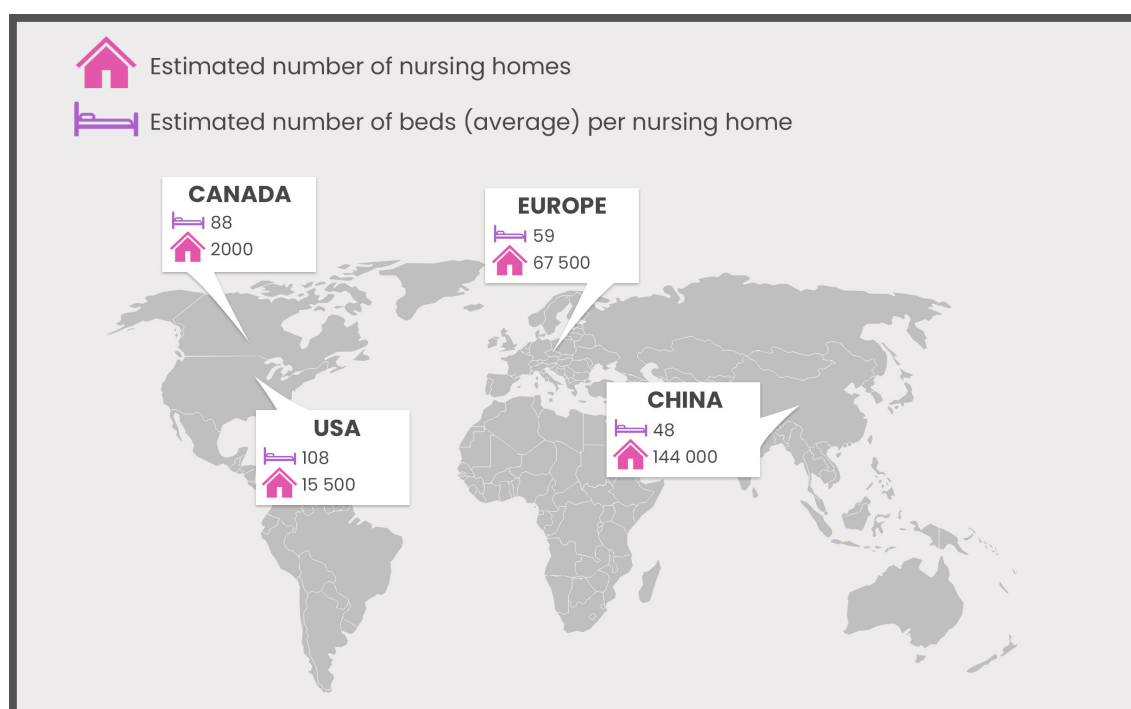 Estimated number of nursing homes
Estimated number of beds (average) per nursing home
CANADA
88
2000
EUROPE
59
67 500
USA
108
15 500
CHINA
48
144 000